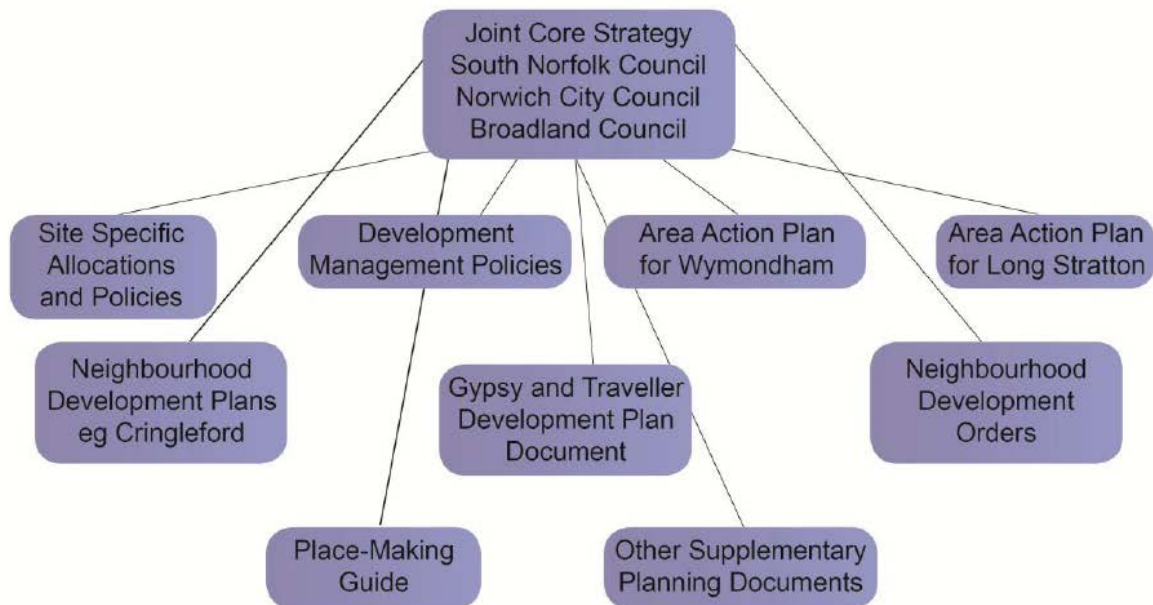 Joint Core Strategy
South Norfolk Council
Norwich City Council
Broadland Council
Site Specific
Allocations
and Policies
Development
Management Policies
Area Action Plan
for Wymondham
Area Action Plan
for Long Stratton
Neighbourhood
Development Plans
eg Cringleford
Gypsy and Traveller
Development Plan
Document
Neighbourhood
Development
Orders
Place-Making
Guide
Other Supplementary
Planning Documents